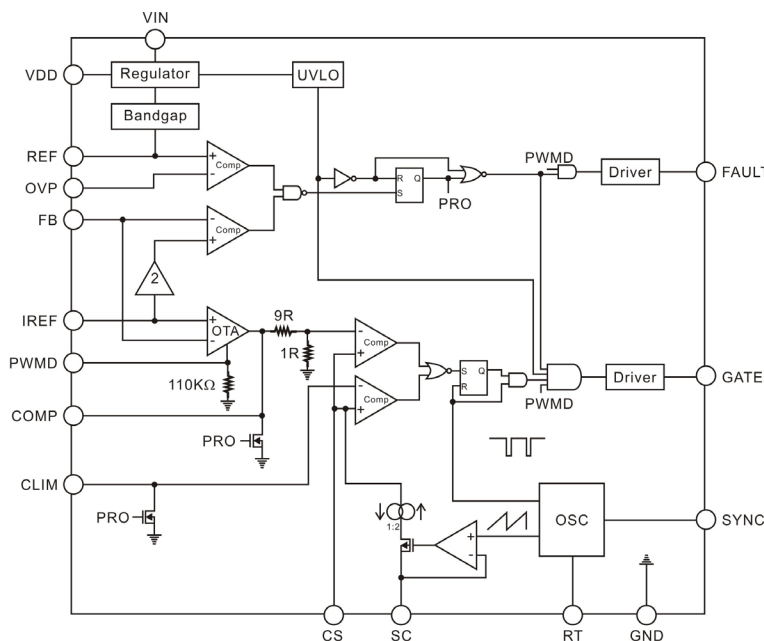 VIN
VDD
Regulator
UVLO
Bandgap
REF
+
Comp
-
OVP
PWMD
FAULT
Driver
R Q
S
PRO
FB
-
Comp
+
2
IREF
+
OTA
-
9R
1R
-
Comp
+
PWMD
110KΩ
-
Comp
+
S Q
R
Driver
GATE
PWMD
COMP
PRO
CLIM
PRO
1:2
+
-
OSC
SYNC
CS
SC
RT
GND